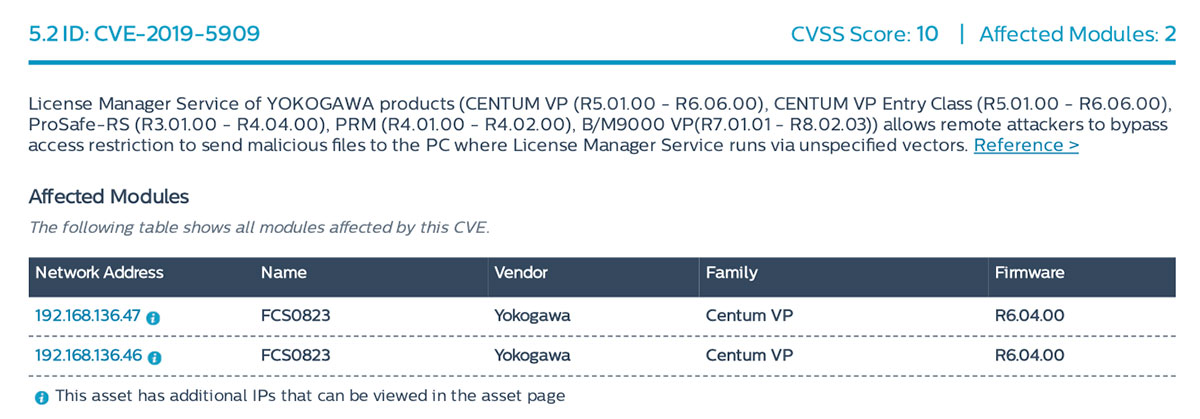 5.2 ID: CVE-2019-5909 CVSS Score: 10 | Affected Modules: 2
License Manager Service of YOKOGAWA products (CENTUM VP (R5.01.00 - R6.06.00), CENTUM VP Entry Class (R5.01.00 - R6.06.00),
ProSafe-RS (R3.01.00 - R4.04.00), PRM (R4.01.00 - R4.02.00), B/M9000 VP(R7.01.01 - R8.02.03)) allows remote attackers to bypass
access restriction to send malicious files to the PC where License Manager Service runs via unspecified vectors. Reference >
Affected Modules
The following table shows all modules affected by this CVE.
Network Address Name Vendor Family Firmware
192.168.136.47 i FCS0823 Yokogawa Centum VP R6.04.00
192.168.136.46 i FCS0823 Yokogawa Centum VP R6.04.00
i This asset has additional IPs that can be viewed in the asset page